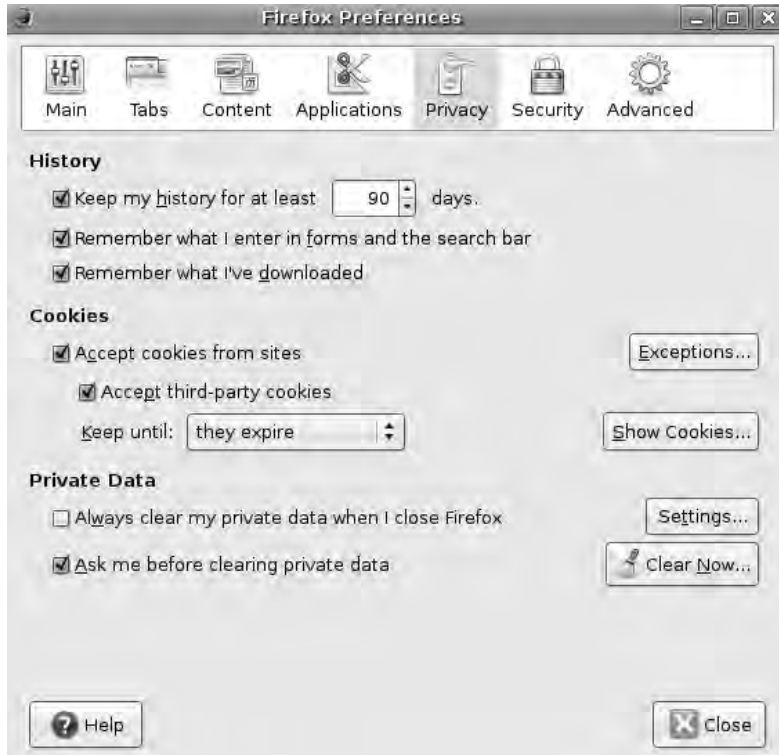 Firefox Preferences
Main Tabs Content Applications Privacy Security Advanced
History
Keep my history for at least 90 days.
Remember what I enter in forms and the search bar
Remember what I've downloaded
Cookies
Accept cookies from sites Exceptions...
Accept third-party cookies
Keep until: they expire Show Cookies...
Private Data
Always clear my private data when I close Firefox Settings...
Ask me before clearing private data Clear Now...
Help Close